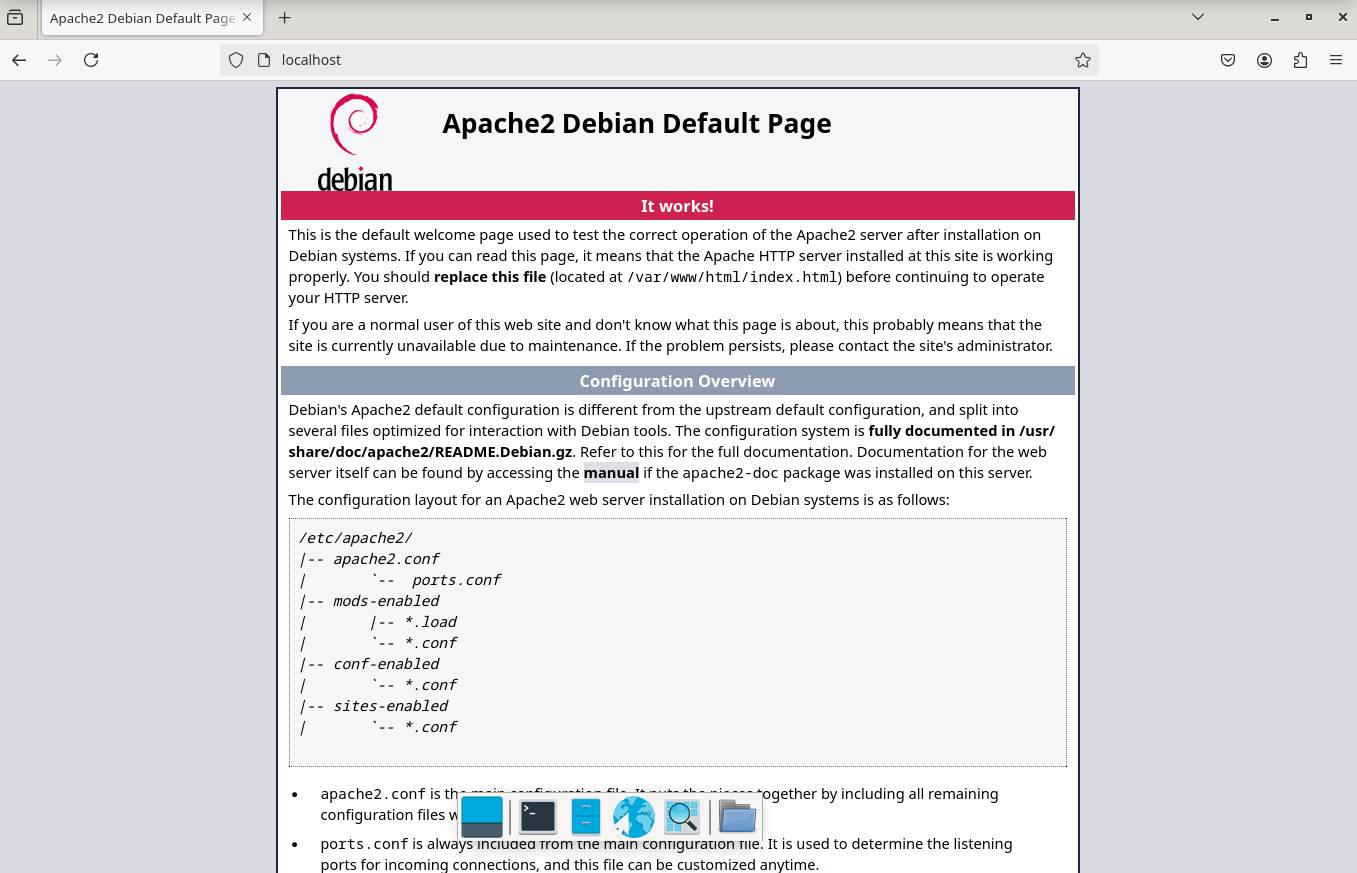 Apache2 Debian Default Page
localhost
debian
Apache2 Debian Default Page
It works!
This is the default welcome page used to test the correct operation of the Apache2 server after installation on
Debian systems. If you can read this page, it means that the Apache HTTP server installed at this site is working
properly. You should replace this file (located at /var/www/html/index.html) before continuing to operate
your HTTP server.
If you are a normal user of this web site and don't know what this page is about, this probably means that the
site is currently unavailable due to maintenance. If the problem persists, please contact the site's administrator.
Configuration Overview
Debian's Apache2 default configuration is different from the upstream default configuration, and split into
several files optimized for interaction with Debian tools. The configuration system is fully documented in /usr/
share/doc/apache2/README.Debian.gz. Refer to this for the full documentation. Documentation for the web
server itself can be found by accessing the manual if the apache2-doc package was installed on this server.
The configuration layout for an Apache2 web server installation on Debian systems is as follows:
/etc/apache2/
|-- apache2.conf
|       `--  ports.conf
|-- mods-enabled
|       |-- *.load
|       `-- *.conf
|-- conf-enabled
|       `-- *.conf
|-- sites-enabled
|       `-- *.conf
• apache2.conf is the main configuration file. It puts the pieces together by including all remaining
configuration files
• ports.conf is always included from the main configuration file. It is used to determine the listening
ports for incoming connections, and this file can be customized anytime.